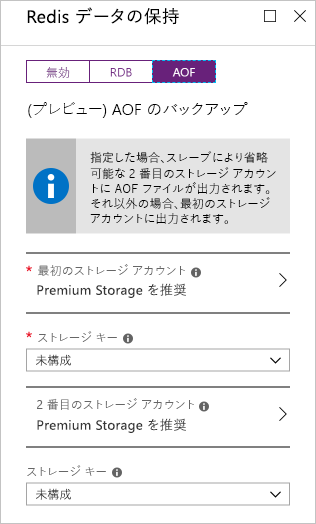 Redis データの保持
無効 RDB AOF
(プレビュー) AOF のバックアップ
指定した場合、スレーブにより省略
可能な 2 番目のストレージ アカウン
トに AOF ファイルが出力されます。
それ以外の場合、最初のストレージ
アカウントに出力されます。
* 最初のストレージ アカウント
Premium Storage を推奨
* ストレージ キー
未構成
2 番目のストレージ アカウント
Premium Storage を推奨
ストレージ キー
未構成